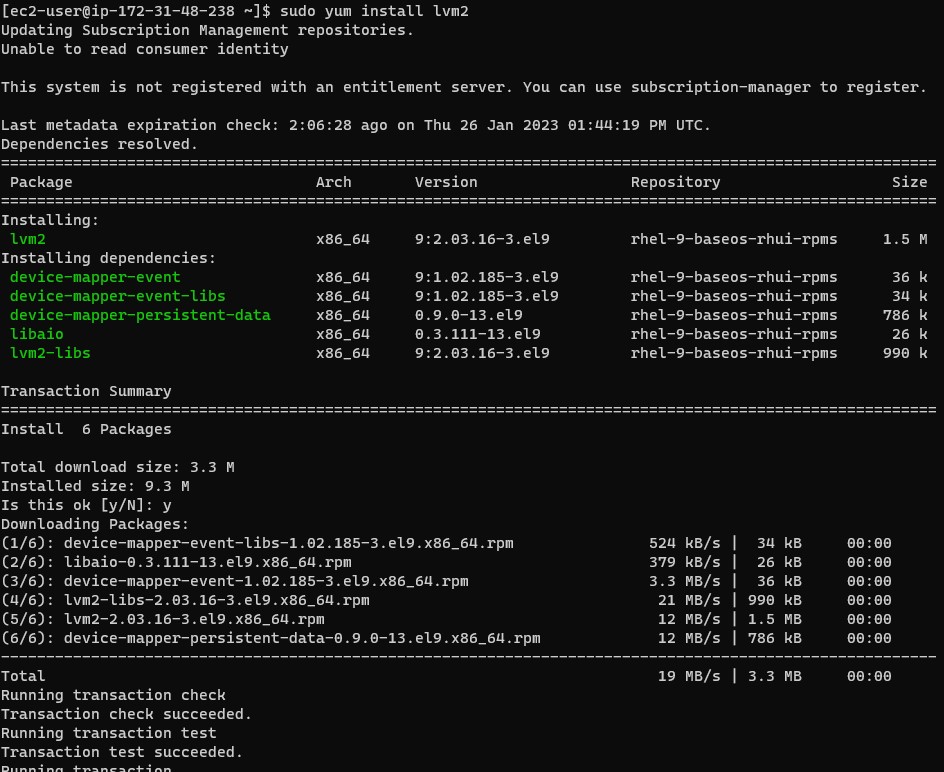 [ec2-user@ip-172-31-48-238 ~]$ sudo yum install lvm2
Updating Subscription Management repositories.
Unable to read consumer identity
This system is not registered with an entitlement server. You can use subscription-manager to register.
Last metadata expiration check: 2:06:28 ago on Thu 26 Jan 2023 01:44:19 PM UTC.
Dependencies resolved.
================================================================================
Package Arch Version Repository Size
================================================================================
Installing:
lvm2 x86_64 9:2.03.16-3.el9 rhel-9-baseos-rhui-rpms 1.5 M
Installing dependencies:
device-mapper-event x86_64 9:1.02.185-3.el9 rhel-9-baseos-rhui-rpms 36 k
device-mapper-event-libs x86_64 9:1.02.185-3.el9 rhel-9-baseos-rhui-rpms 34 k
device-mapper-persistent-data x86_64 0.9.0-13.el9 rhel-9-baseos-rhui-rpms 786 k
libaio x86_64 0.3.111-13.el9 rhel-9-baseos-rhui-rpms 26 k
lvm2-libs x86_64 9:2.03.16-3.el9 rhel-9-baseos-rhui-rpms 990 k
Transaction Summary
================================================================================
Install 6 Packages
Total download size: 3.3 M
Installed size: 9.3 M
Is this ok [y/N]: y
Downloading Packages:
(1/6): device-mapper-event-libs-1.02.185-3.el9.x86_64.rpm 524 kB/s | 34 kB 00:00
(2/6): libaio-0.3.111-13.el9.x86_64.rpm 379 kB/s | 26 kB 00:00
(3/6): device-mapper-event-1.02.185-3.el9.x86_64.rpm 3.3 MB/s | 36 kB 00:00
(4/6): lvm2-libs-2.03.16-3.el9.x86_64.rpm 21 MB/s | 990 kB 00:00
(5/6): lvm2-2.03.16-3.el9.x86_64.rpm 12 MB/s | 1.5 MB 00:00
(6/6): device-mapper-persistent-data-0.9.0-13.el9.x86_64.rpm 12 MB/s | 786 kB 00:00
--------------------------------------------------------------------------------
Total 19 MB/s | 3.3 MB 00:00
Running transaction check
Transaction check succeeded.
Running transaction test
Transaction test succeeded.
Running transaction